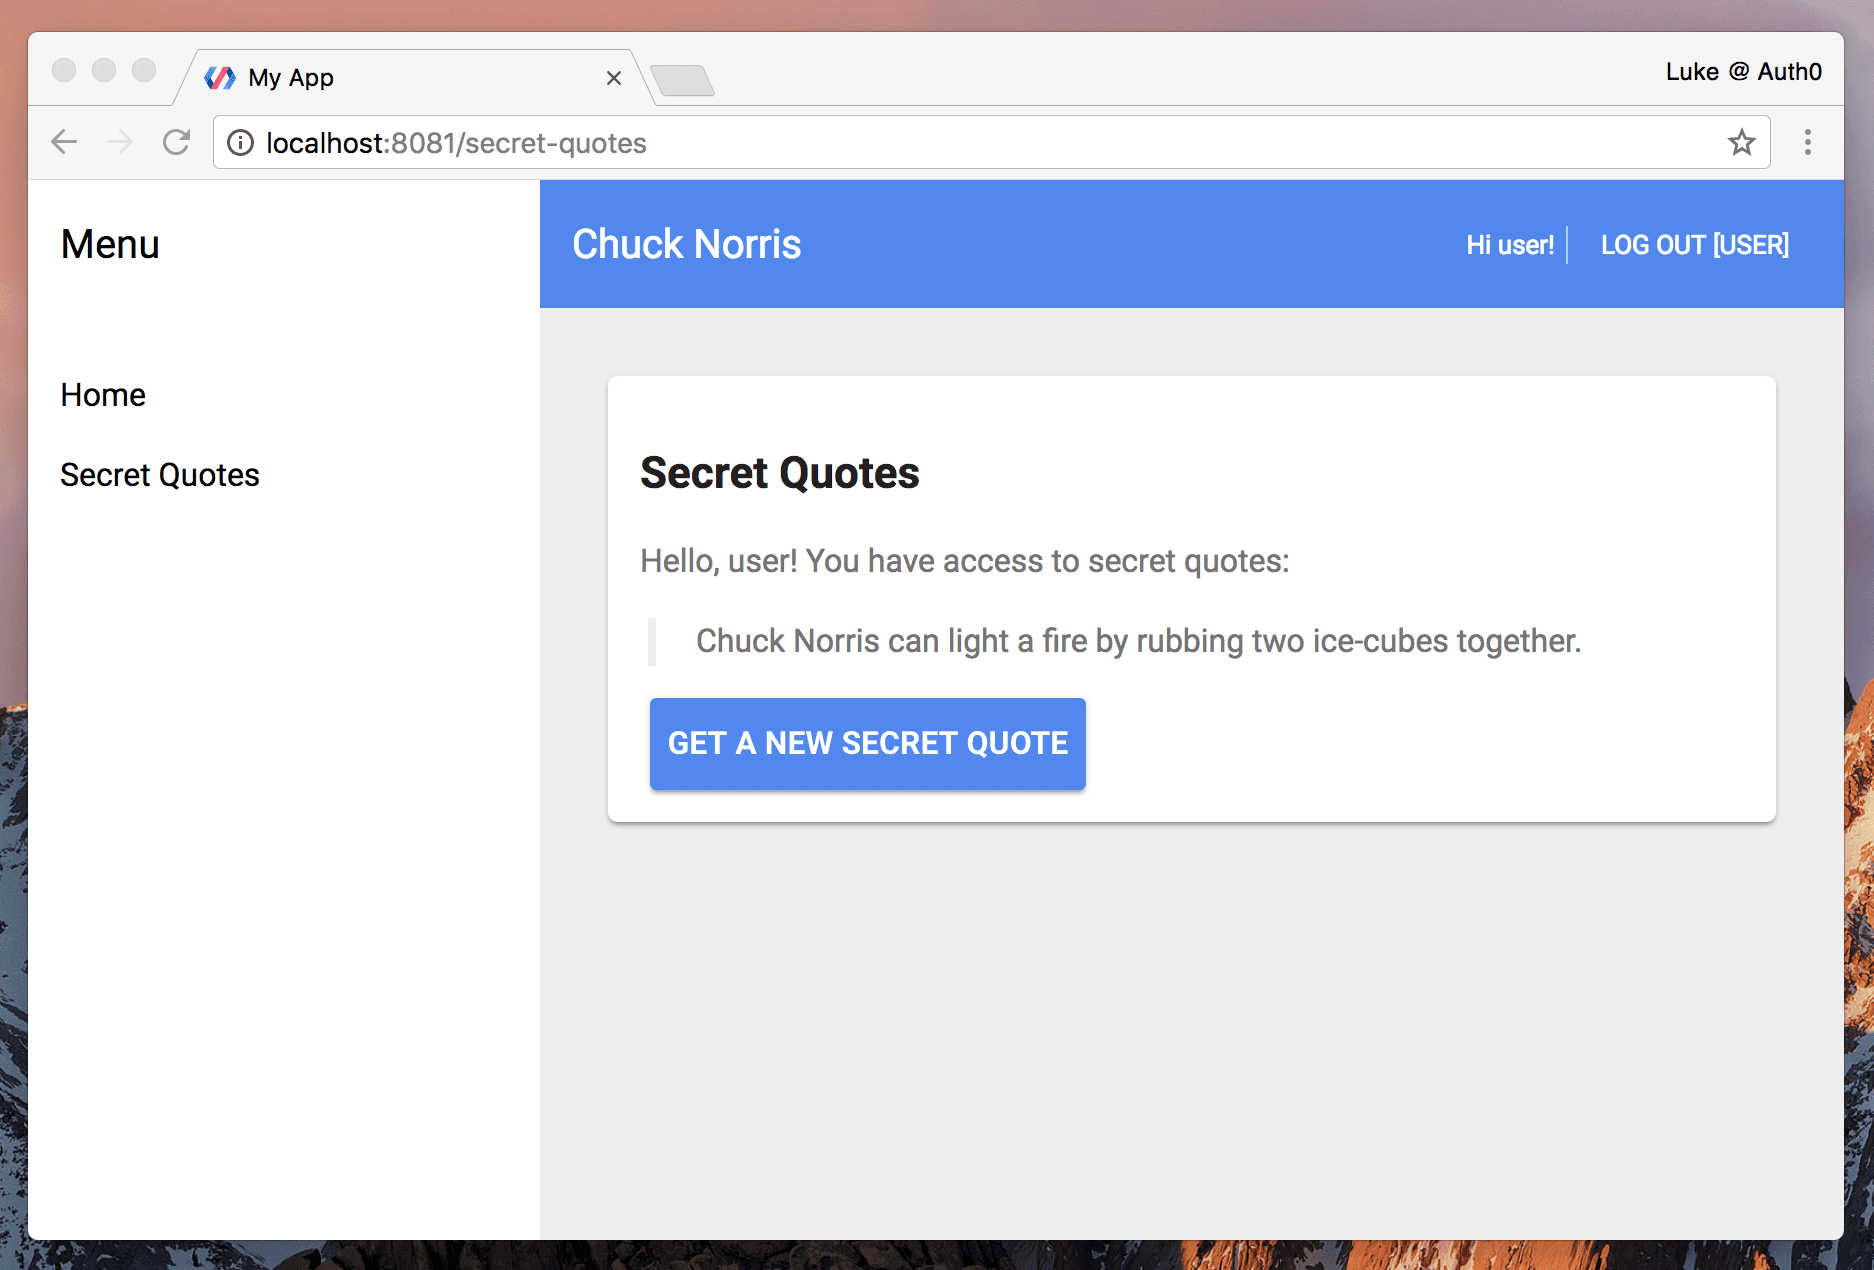 My App
Luke @ Auth0
localhost:8081/secret-quotes
Menu
Chuck Norris
Hi user!
LOG OUT [USER]
Home
Secret Quotes
Secret Quotes
Hello, user! You have access to secret quotes:
Chuck Norris can light a fire by rubbing two ice-cubes together.
GET A NEW SECRET QUOTE